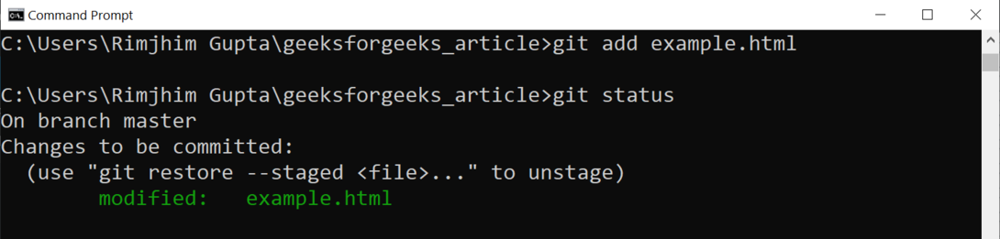 Command Prompt
C:\Users\Rimjhim Gupta\geeksforgeeks_article>git add example.html
C:\Users\Rimjhim Gupta\geeksforgeeks_article>git status
On branch master
Changes to be committed:
  (use "git restore --staged <file>..." to unstage)
        modified:   example.html